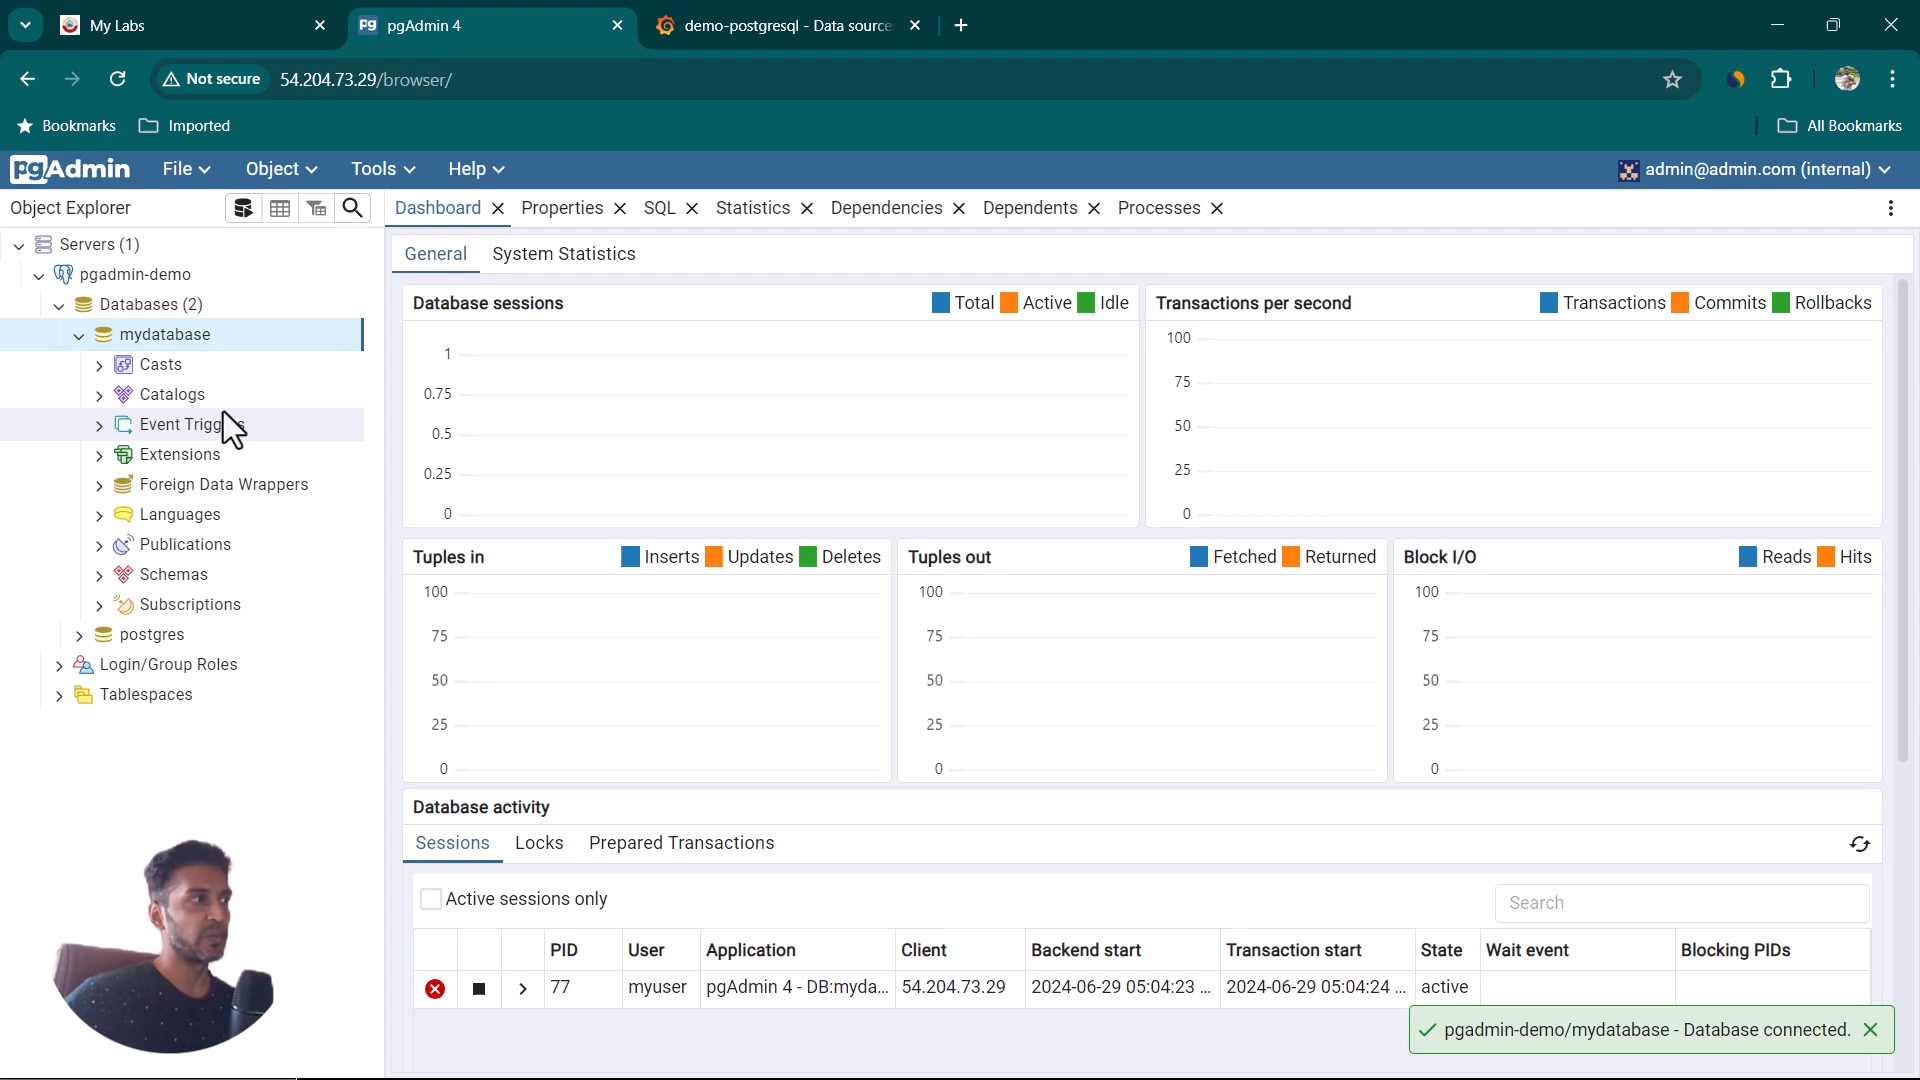 My Labs
pgAdmin 4
demo-postgresql - Data source
Not secure
54.204.73.29/browser/
Bookmarks
Imported
All Bookmarks
pgAdmin
File
Object
Tools
Help
admin@admin.com (internal)
Object Explorer
Dashboard
Properties
SQL
Statistics
Dependencies
Dependents
Processes
Servers (1)
pgadmin-demo
Databases (2)
mydatabase
Casts
Catalogs
Event Trigg
Extensions
Foreign Data Wrappers
Languages
Publications
Schemas
Subscriptions
postgres
Login/Group Roles
Tablespaces
General
System Statistics
Database sessions
Total Active Idle
1
0.75
0.5
0.25
0
Transactions per second
Transactions Commits Rollbacks
100
75
50
25
0
Tuples in
Inserts Updates Deletes
100
75
50
25
0
Tuples out
Fetched Returned
100
75
50
25
0
Block I/O
Reads Hits
100
75
50
25
0
Database activity
Sessions
Locks
Prepared Transactions
Active sessions only
Search
PID User Application Client Backend start Transaction start State Wait event Blocking PIDs
77 myuser pgAdmin 4 - DB:myda... 54.204.73.29 2024-06-29 05:04:23 ... 2024-06-29 05:04:24 ... active
pgadmin-demo/mydatabase - Database connected.